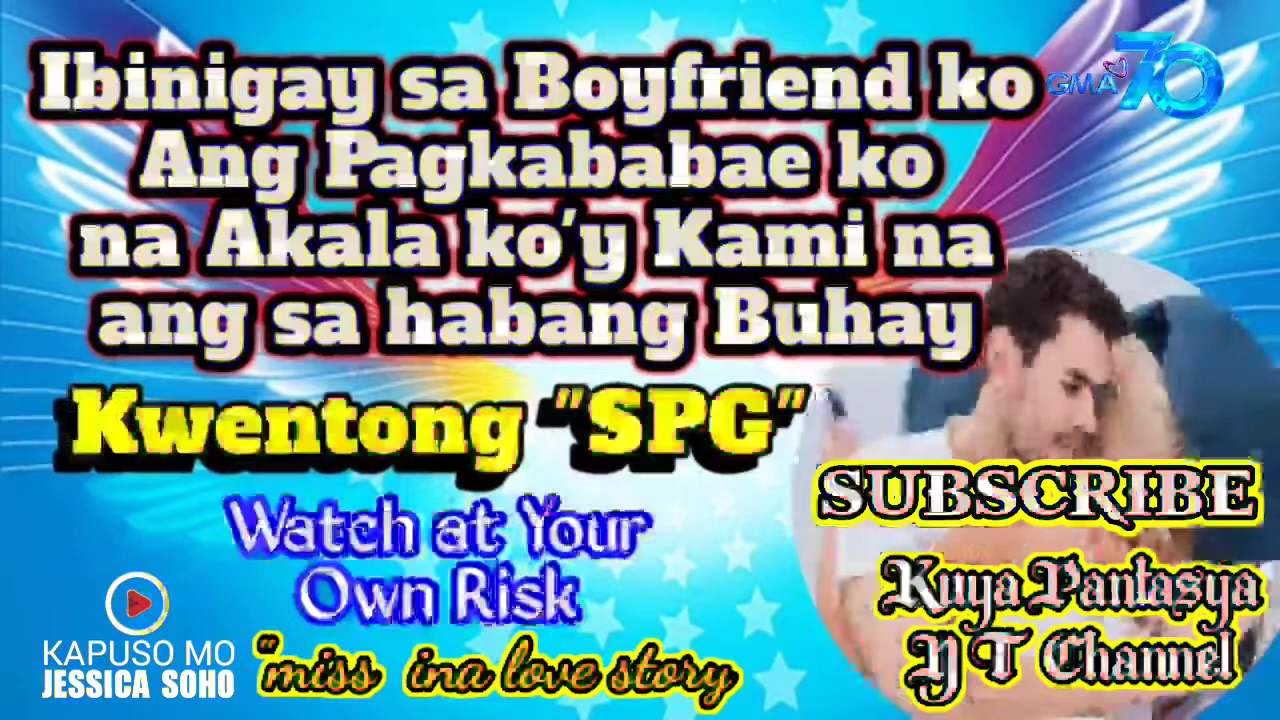 Ibinigay sa Boyfriend ko
Ang Pagkababae ko
na Akala ko'y Kami na
ang sa habang Buhay
Kwentong "SPG"
Watch at Your
Own Risk
"miss ina love story
SUBSCRIBE
Kuya Pantasya
YT Channel
GMA 70
KAPUSO MO
JESSICA SOHO